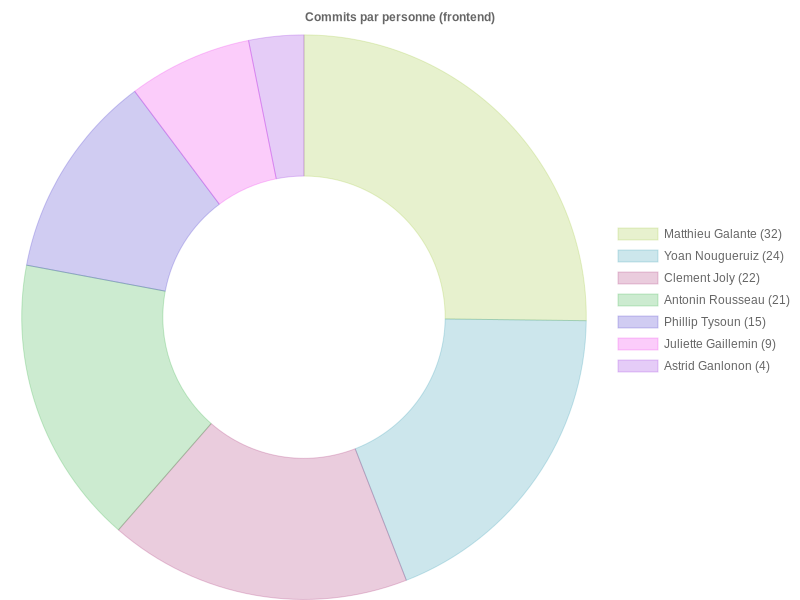 Commits par personne (frontend)
Matthieu Galante (32)
Yoan Nougueruiz (24)
Clement Joly (22)
Antonin Rousseau (21)
Phillip Tysoun (15)
Juliette Gaillemin (9)
Astrid Ganlonon (4)